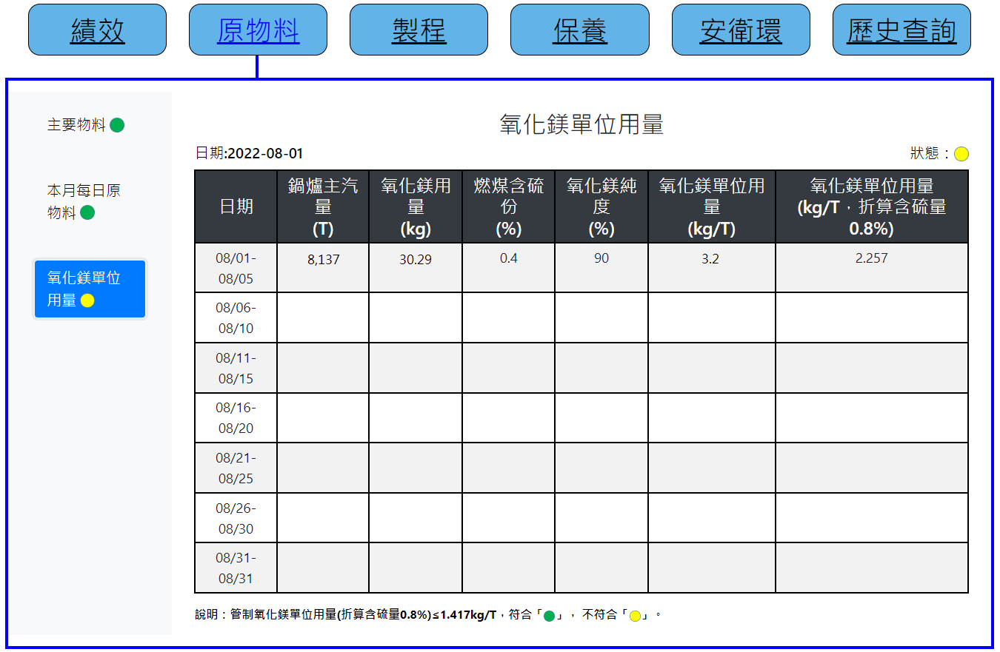 績效 原物料 製程 保養 安衛環 歷史查詢
主要物料
本月每日原
物料
氧化鎂單位
用量
氧化鎂單位用量
日期:2022-08-01 狀態：
日期 鍋爐主汽量(T) 氧化鎂用量(kg) 燃煤含硫份(%) 氧化鎂純度(%) 氧化鎂單位用量(kg/T) 氧化鎂單位用量(kg/T，折算含硫量0.8%)
08/01-08/05 8,137 30.29 0.4 90 3.2 2.257
08/06-08/10
08/11-08/15
08/16-08/20
08/21-08/25
08/26-08/30
08/31-08/31
說明：管制氧化鎂單位用量(折算含硫量0.8%)≤1.417kg/T，符合「」， 不符合「」。